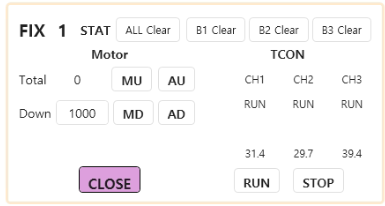 FIX 1 STAT ALL Clear B1 Clear B2 Clear B3 Clear
Motor TCON
Total 0 MU AU CH1 CH2 CH3
RUN RUN RUN
Down 1000 MD AD
31.4 29.7 39.4
CLOSE RUN STOP